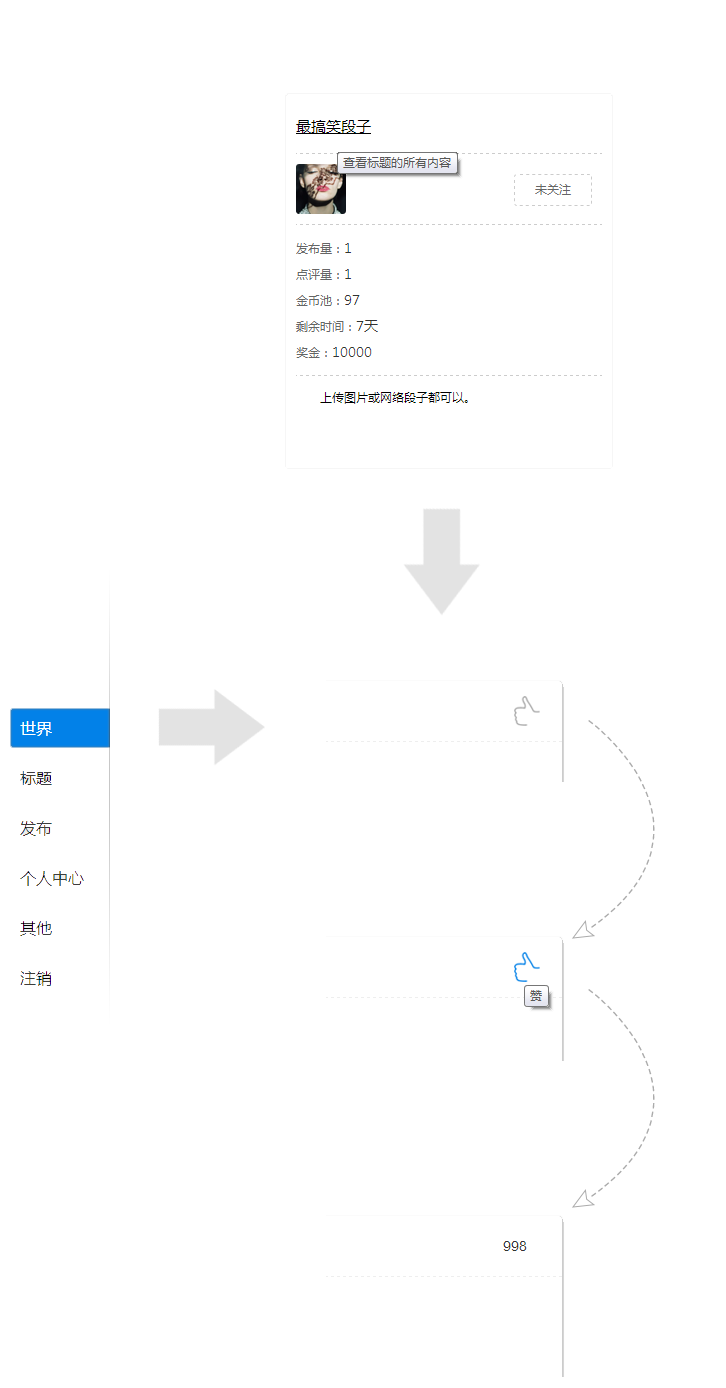 最搞笑段子
查看标题的所有内容
未关注
发布量：1
点评量：1
金币池：97
剩余时间：7天
奖金：10000
上传图片或网络段子都可以。
世界
标题
发布
个人中心
其他
注销
赞
998